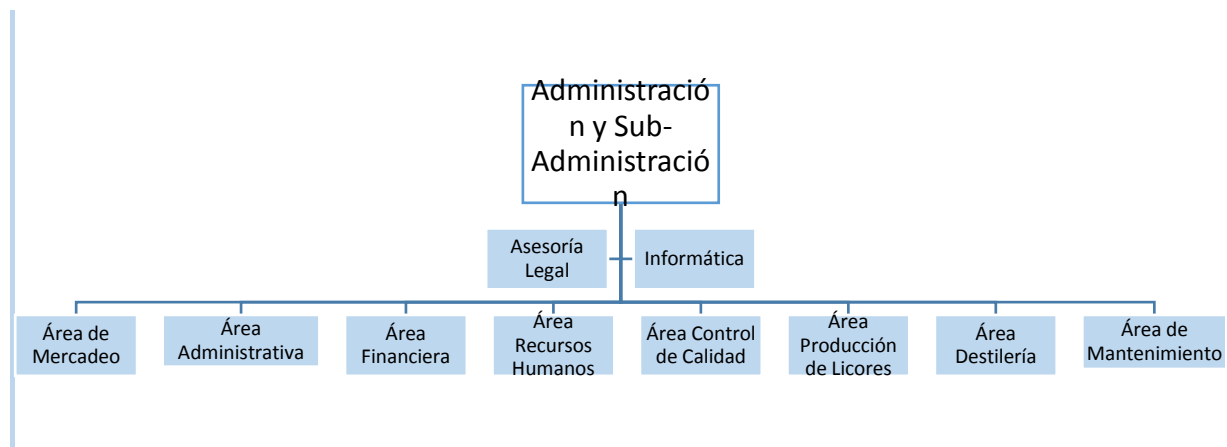 Administració
n y Sub-
Administració
n
Asesoría
Legal
Informática
Área de
Mercadeo
Área
Administrativa
Área
Financiera
Área
Recursos
Humanos
Área Control
de Calidad
Área
Producción
de Licores
Área
Destilería
Área de
Mantenimiento